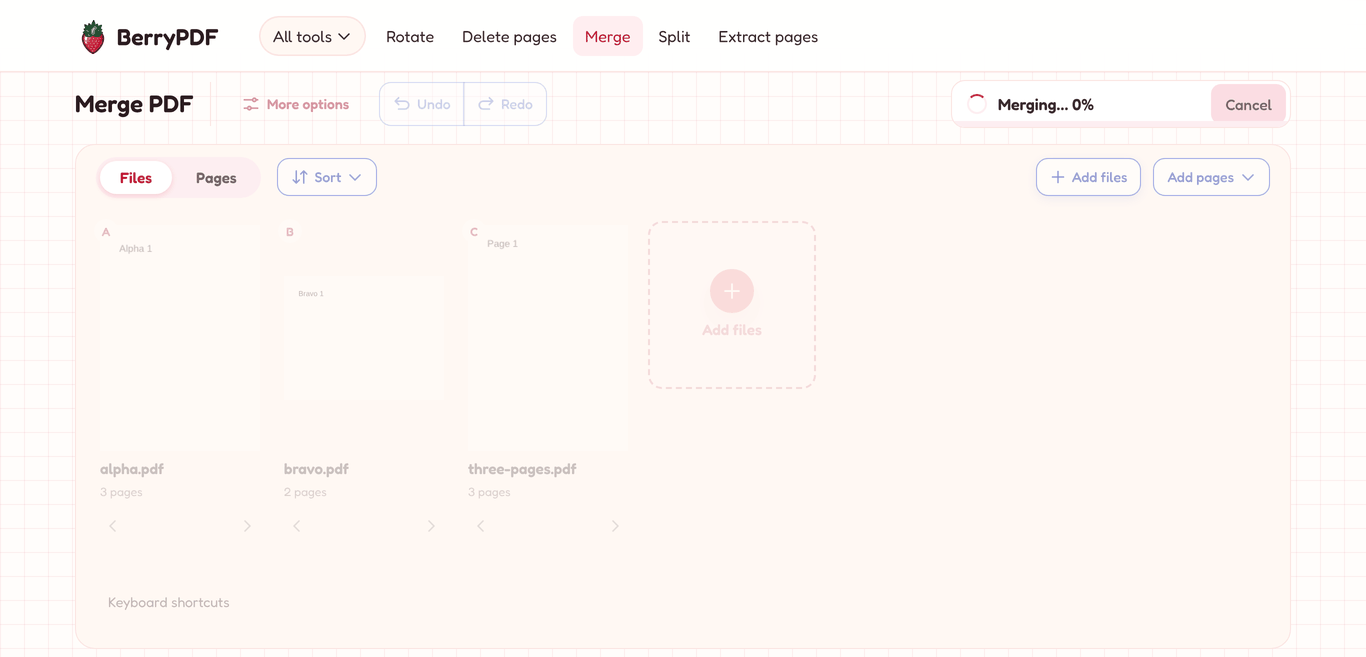 BerryPDF
All tools
Rotate
Delete pages
Merge
Split
Extract pages
Merge PDF
More options
Undo
Redo
Merging... 0%
Cancel
Files
Pages
Sort
Add files
Add pages
A
Alpha 1
B
Bravo 1
C
Page 1
Add files
alpha.pdf
3 pages
bravo.pdf
2 pages
three-pages.pdf
3 pages
Keyboard shortcuts